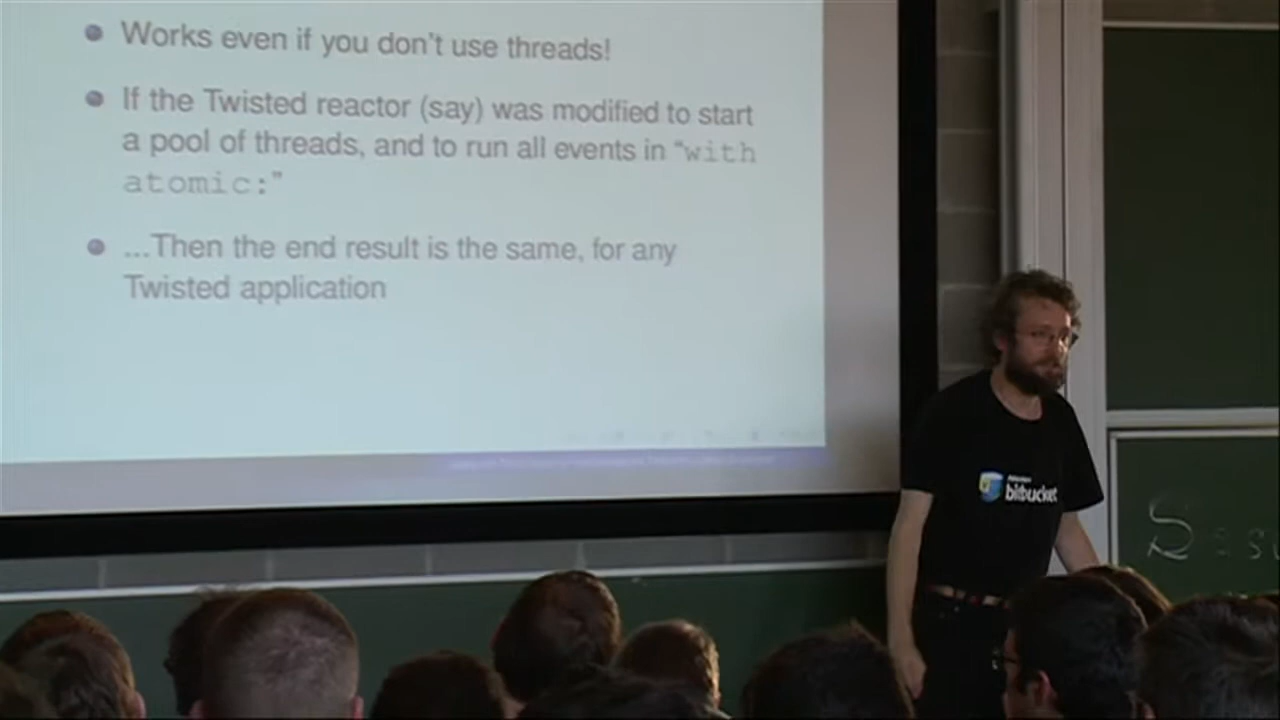 Works even if you don't use threads!
If the Twisted reactor (say) was modified to start
a pool of threads, and to run all events in "with
atomic:"
...Then the end result is the same, for any
Twisted application
bitbucket